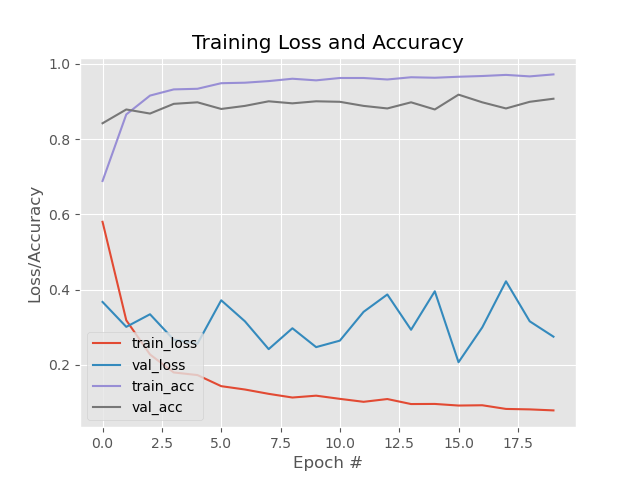 Training Loss and Accuracy
1.0
0.8
0.6
0.4
0.2
Loss/Accuracy
train_loss
val_loss
train_acc
val_acc
0.0 2.5 5.0 7.5 10.0 12.5 15.0 17.5
Epoch #